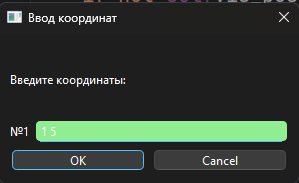 Ввод координат
Введите координаты:
№1 1 5
OK Cancel